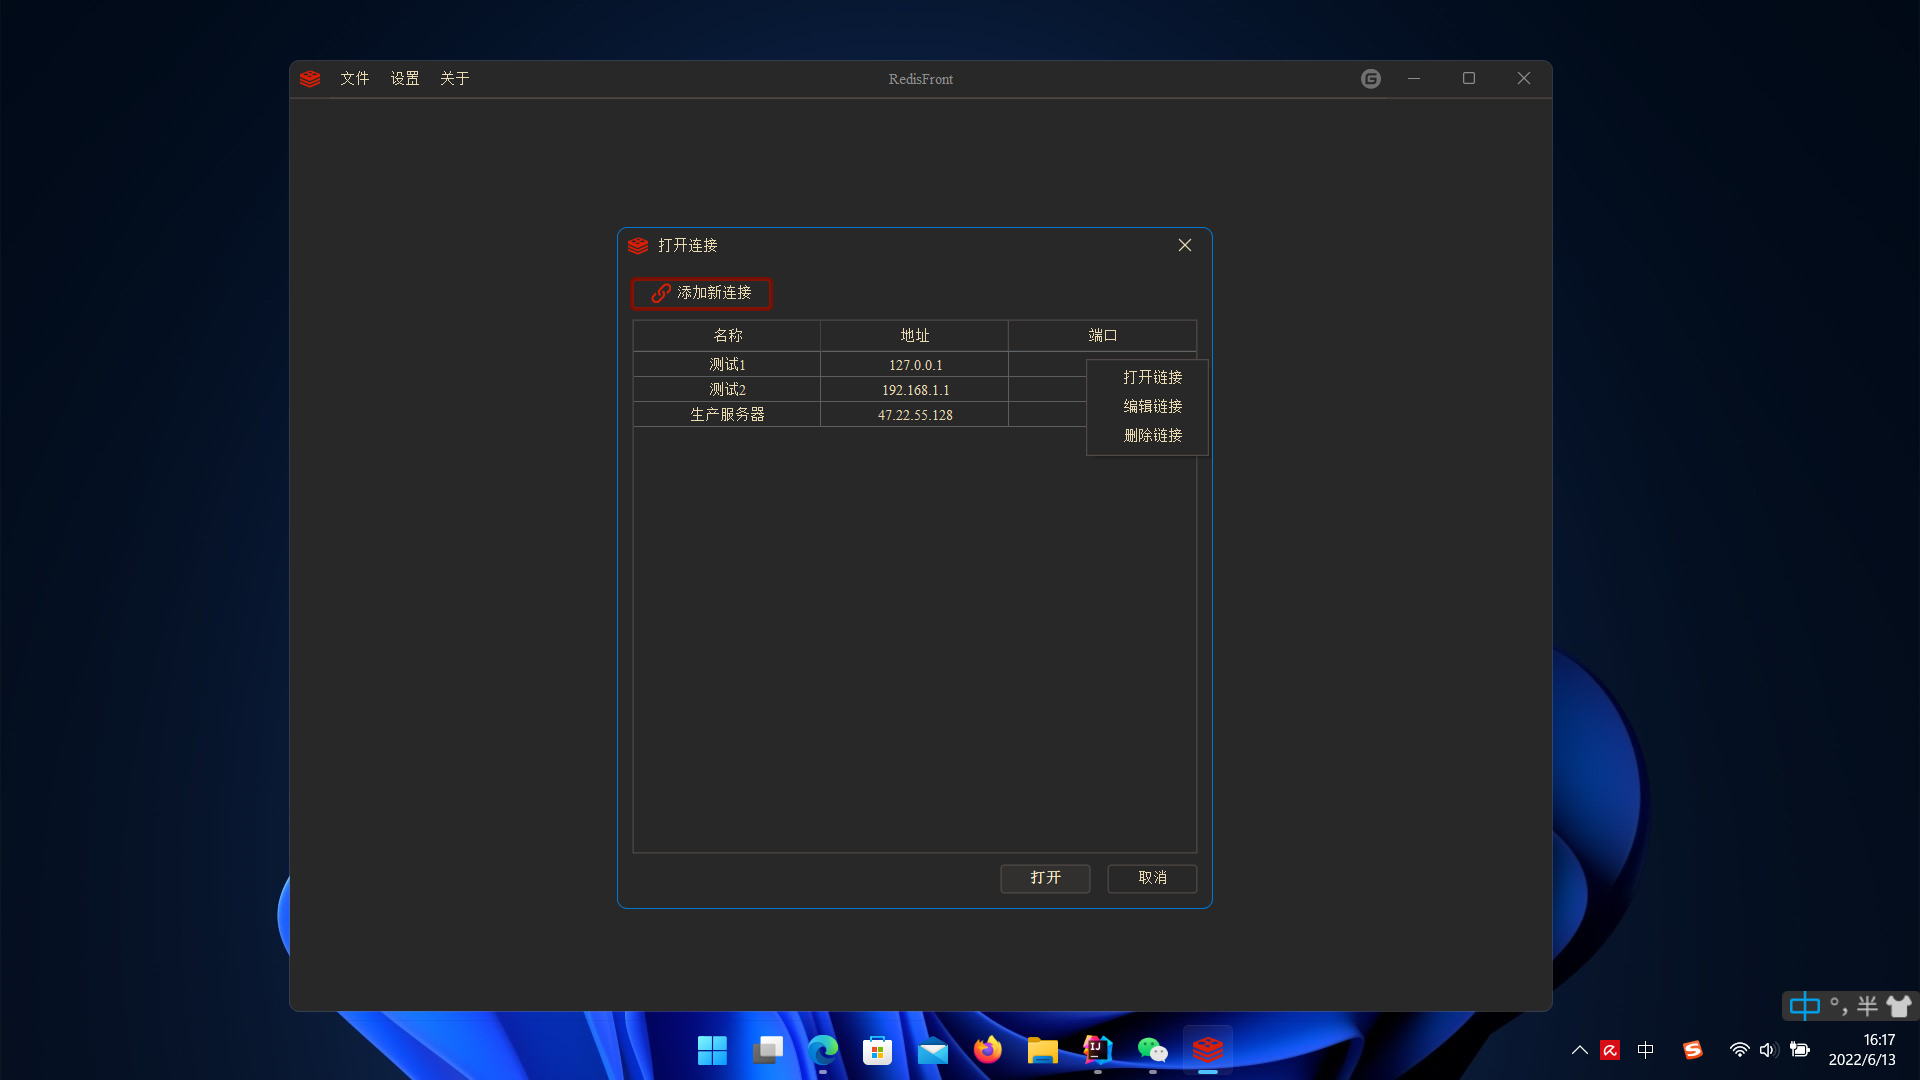 文件 设置 关于 RedisFront
打开连接
添加新连接
名称 地址 端口
测试1 127.0.0.1
测试2 192.168.1.1
生产服务器 47.22.55.128
打开链接
编辑链接
删除链接
打开 取消
中 °, 半
中
16:17
2022/6/13